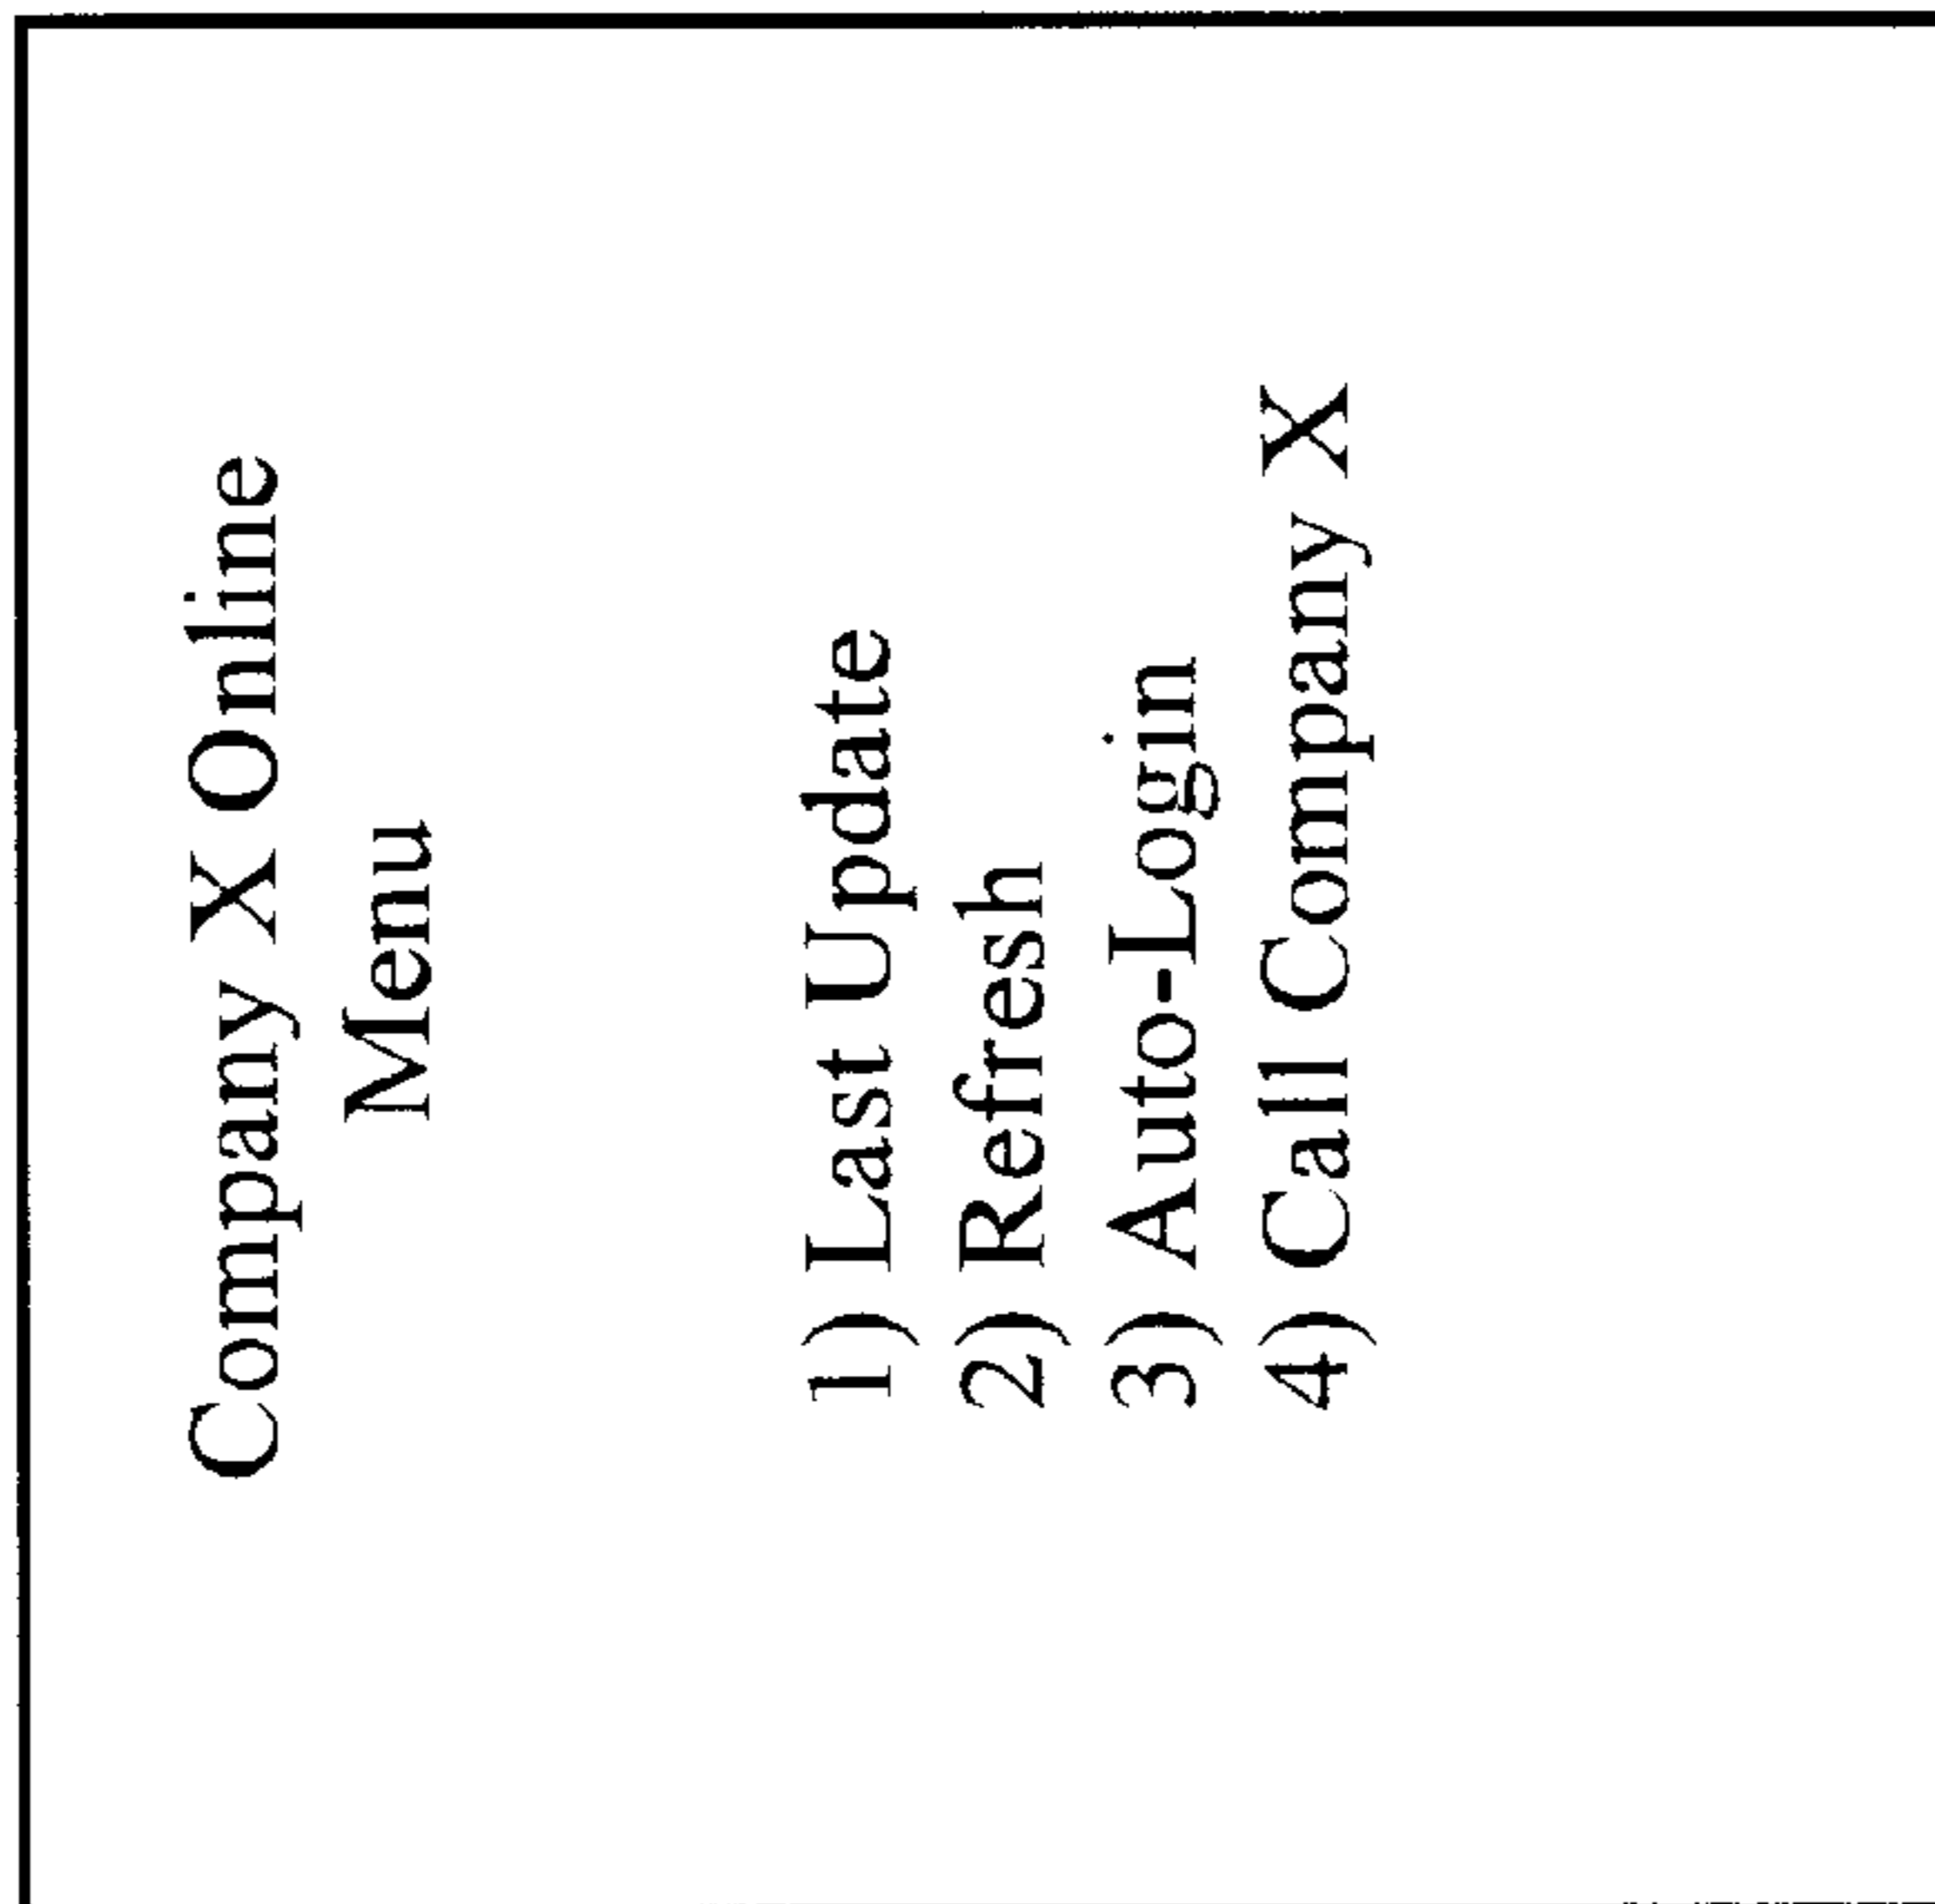 Company X Online
Menu
1) Last Update
2) Refresh
3) Auto-Login
4) Call Company X